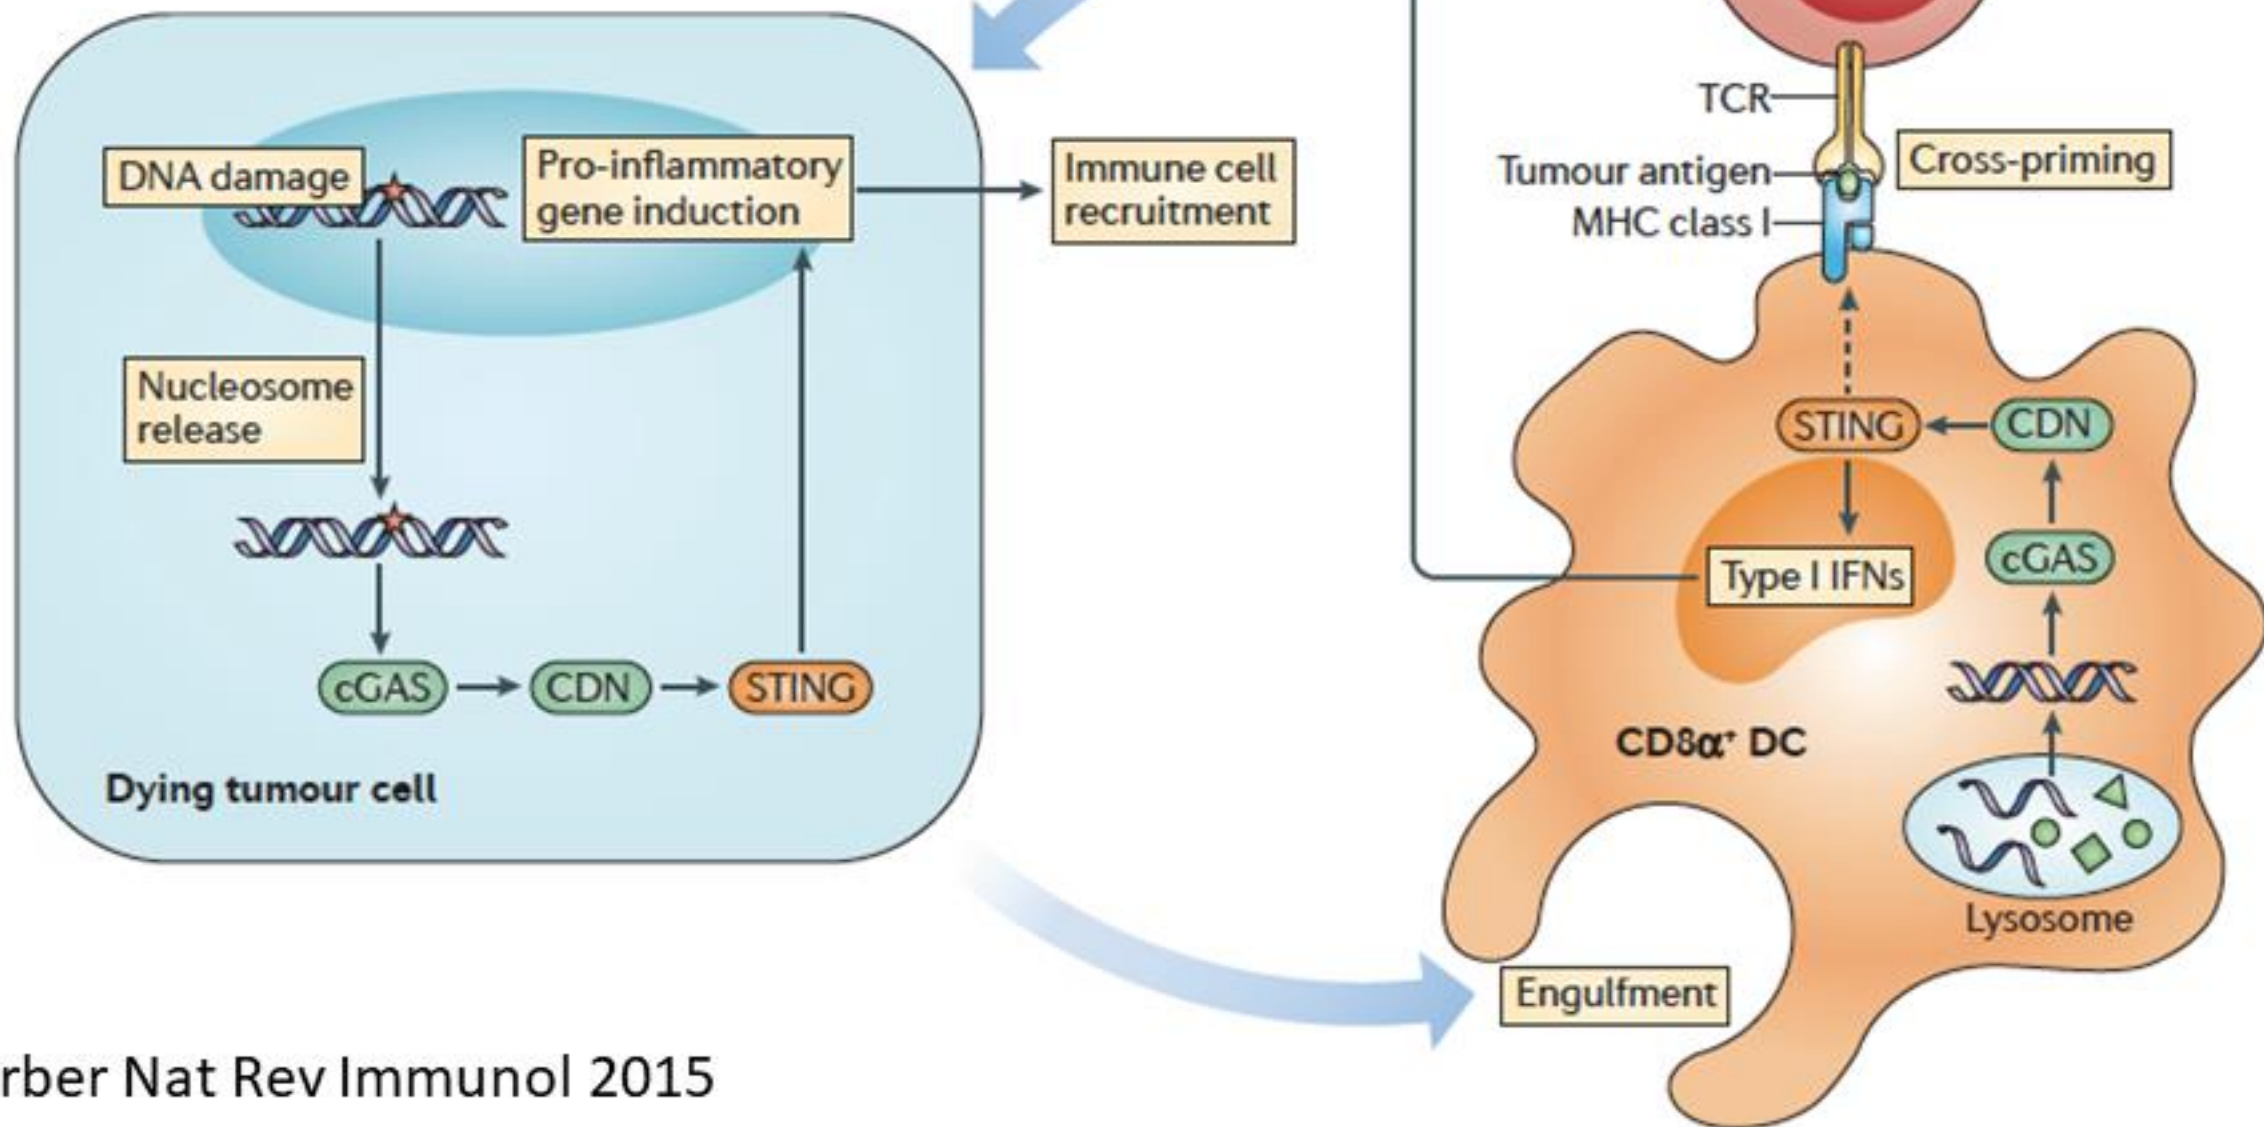 DNA damage
Pro-inflammatory
gene induction
Immune cell
recruitment
Nucleosome
release
cGAS
CDN
STING
Dying tumour cell
TCR
Tumour antigen
MHC class I
Cross-priming
STING
CDN
cGAS
Type I IFNs
CD8α⁺ DC
Lysosome
Engulfment
rber Nat Rev Immunol 2015